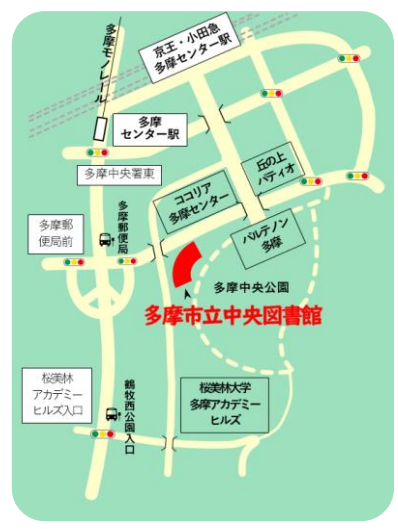 京王・小田急
多摩センター駅
多摩モノレール
多摩
センター駅
多摩中央署東
丘の上
パティオ
ココリア
多摩センター
多摩郵
便局前
多摩郵便局
パルテノン
多摩
多摩中央公園
多摩市立中央図書館
桜美林
アカデミー
ヒルズ入口
鶴牧西公園入口
桜美林大学
多摩アカデミー
ヒルズ